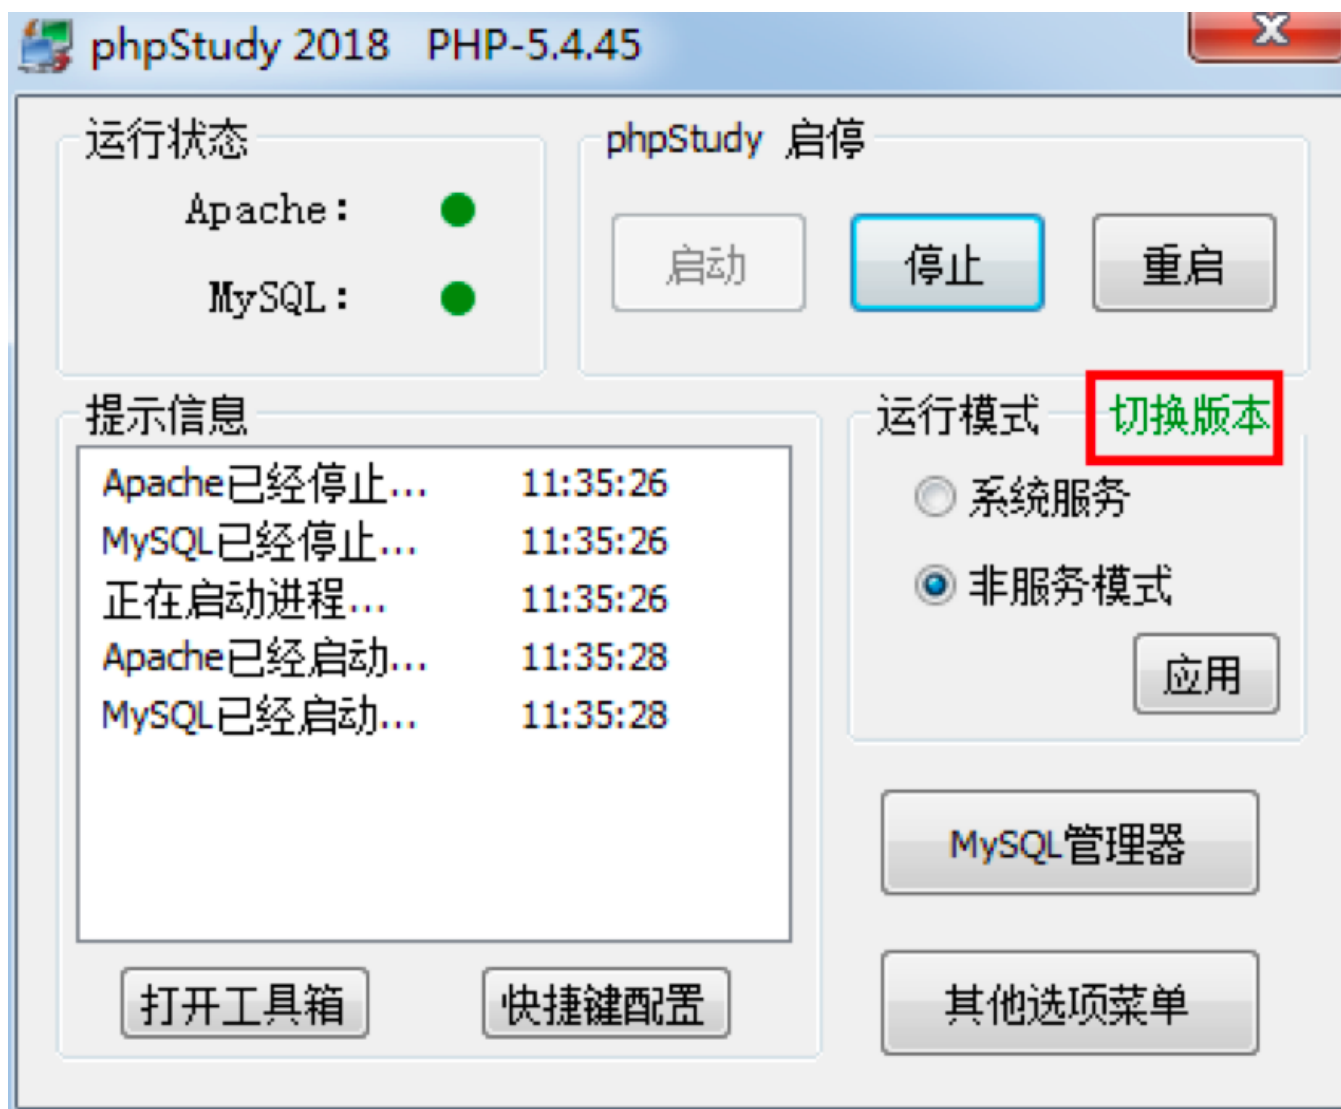 phpStudy 2018 PHP-5.4.45
运行状态
Apache:
MySQL:
phpStudy 启停
启动 停止 重启
提示信息
Apache已经停止... 11:35:26
MySQL已经停止... 11:35:26
正在启动进程... 11:35:26
Apache已经启动... 11:35:28
MySQL已经启动... 11:35:28
打开工具箱 快捷键配置
运行模式 切换版本
系统服务
非服务模式
应用
MySQL管理器
其他选项菜单